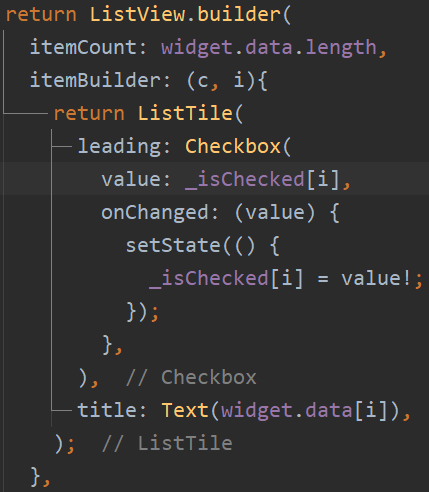 return ListView.builder(
itemCount: widget.data.length,
itemBuilder: (c, i){
return ListTile(
leading: Checkbox(
value: _isChecked[i],
onChanged: (value) {
setState(() {
_isChecked[i] = value!;
});
},
), // Checkbox
title: Text(widget.data[i]),
); // ListTile
},